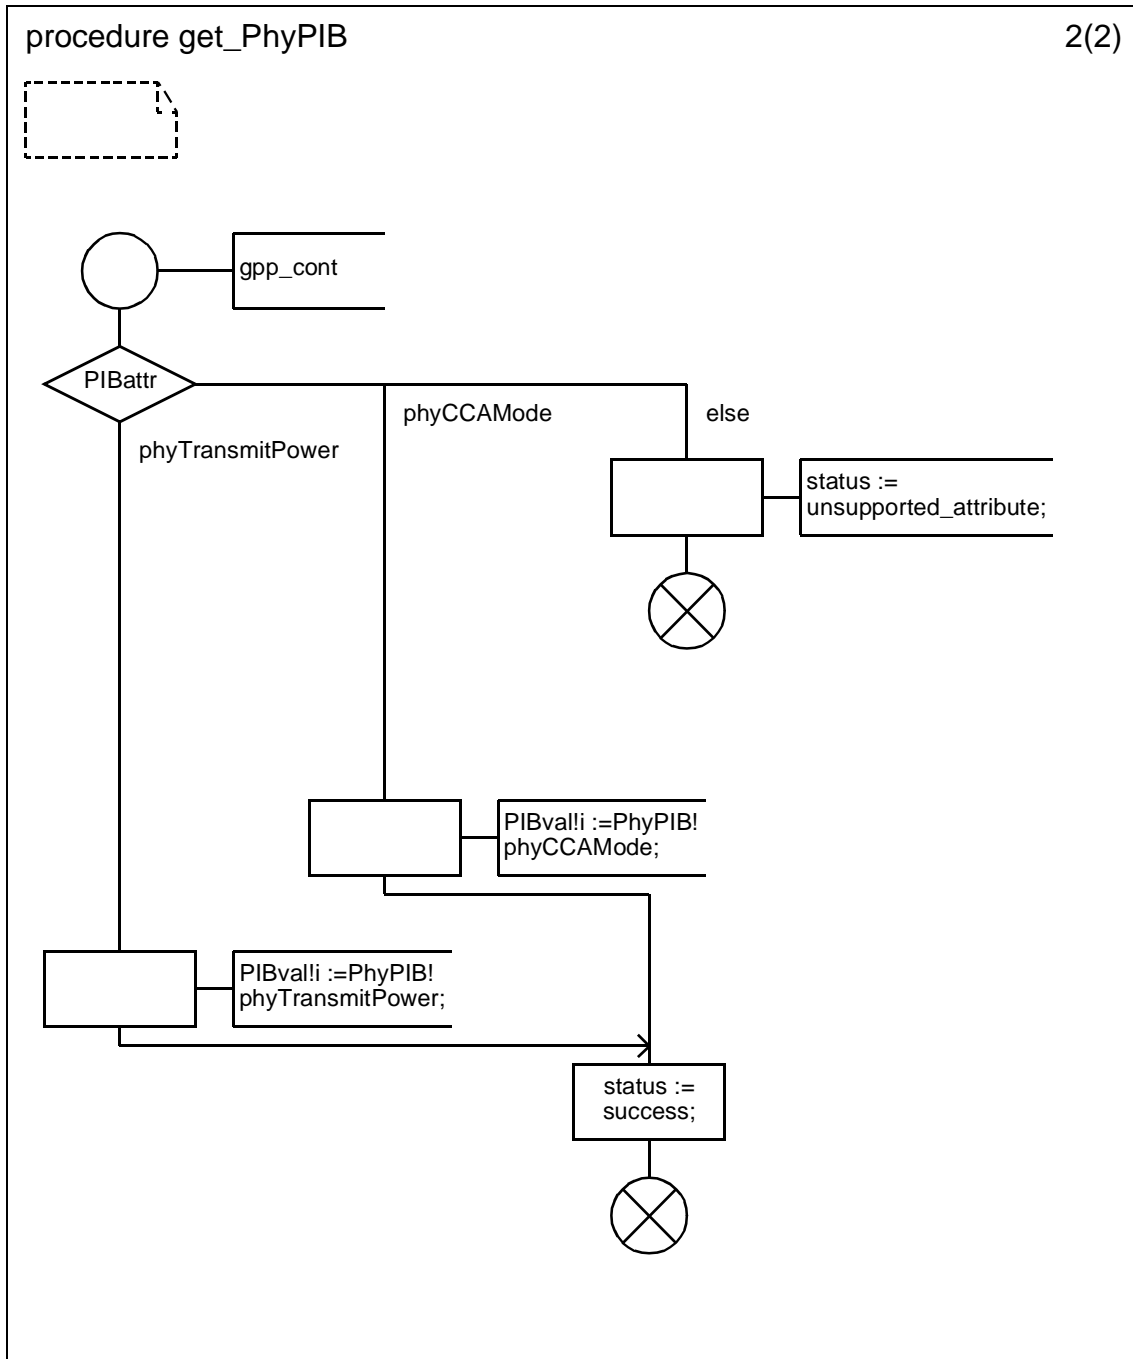 procedure get_PhyPIB
2(2)
gpp_cont
PIBattr
phyCCAMode
else
phyTransmitPower
status :=
unsupported_attribute;
PIBval!i :=PhyPIB!
phyCCAMode;
PIBval!i :=PhyPIB!
phyTransmitPower;
status :=
success;